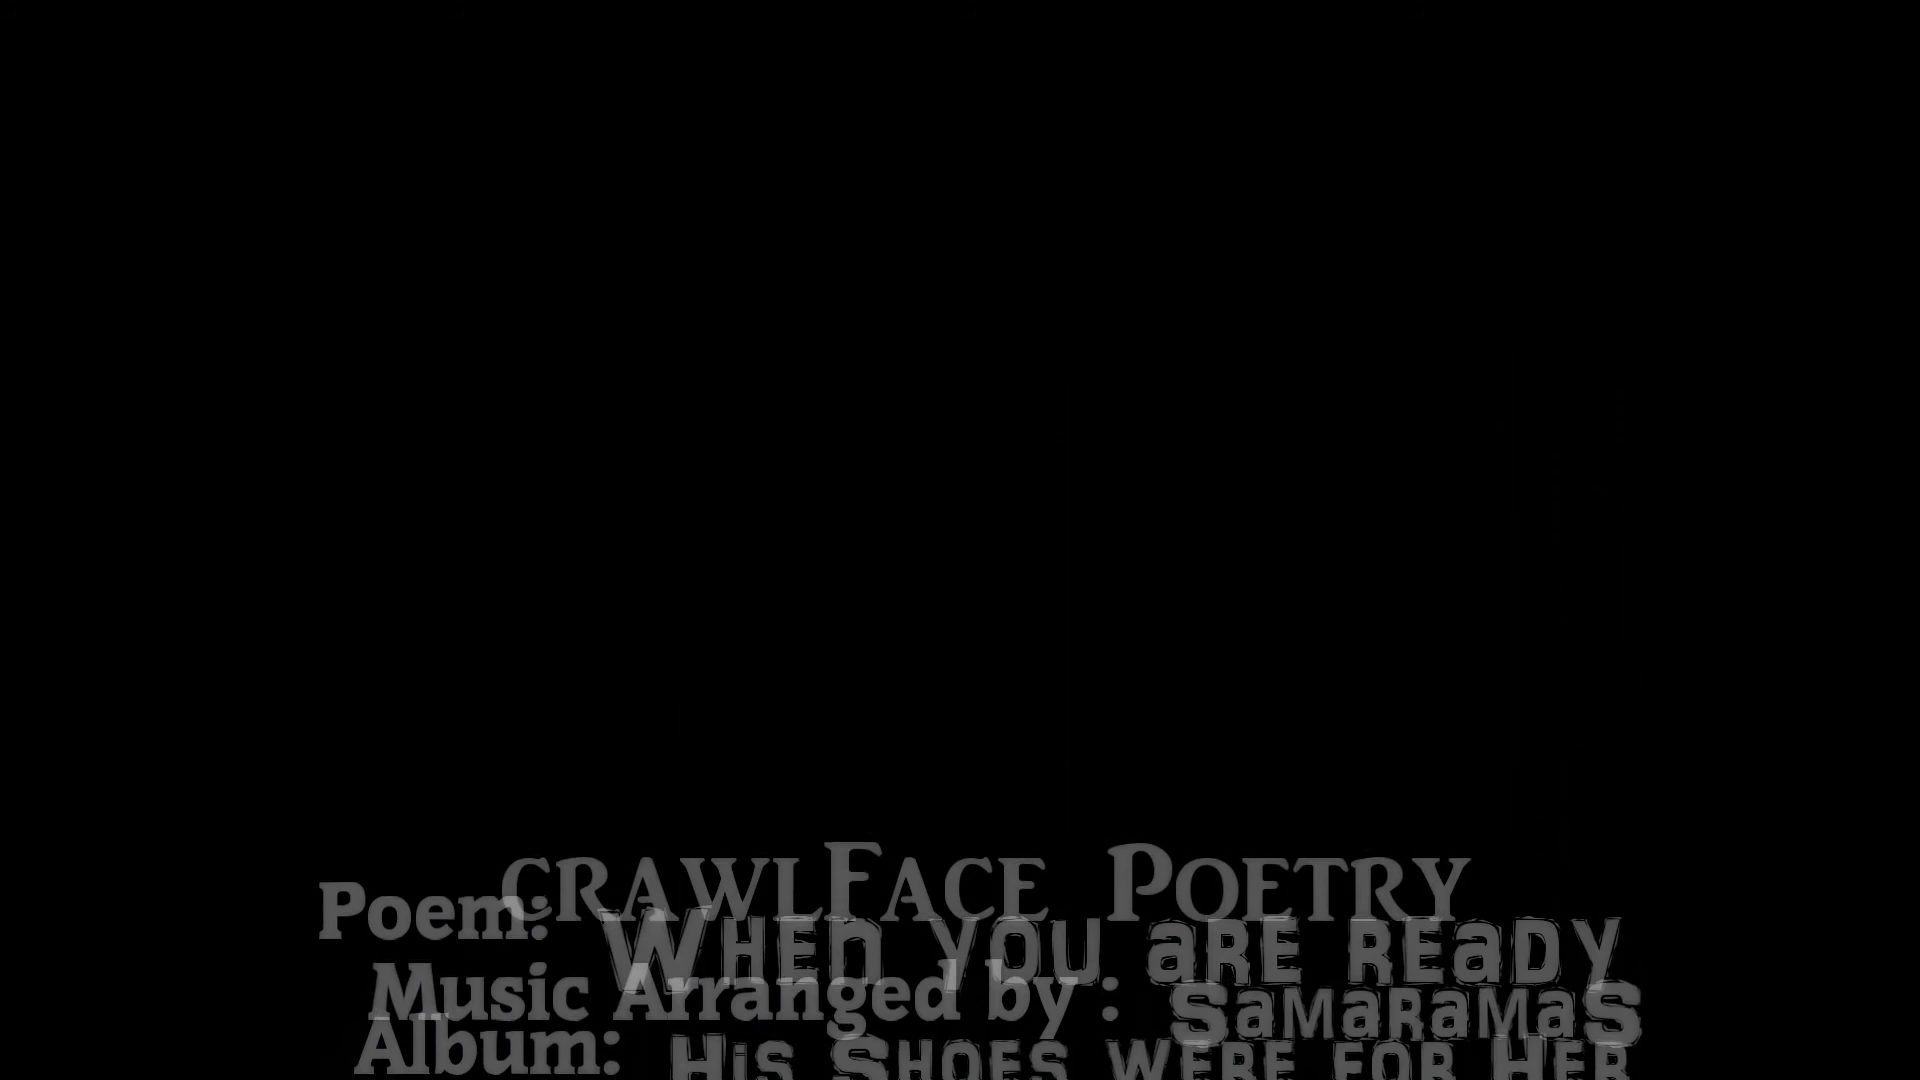 crawlFace Poetry
Poem: When you are ready
Music Arranged by : Samaramas
Album: His Shoes were for Her